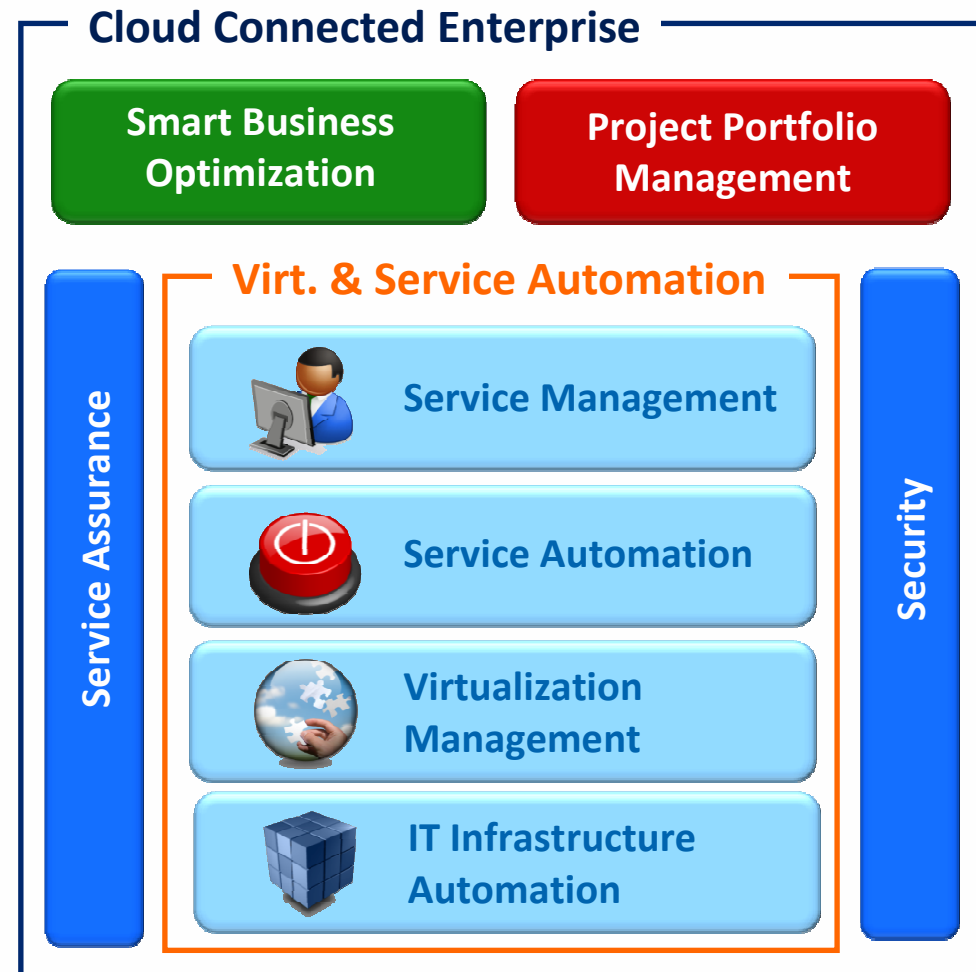 Cloud Connected Enterprise
Smart Business
Optimization
Project Portfolio
Management
Service Assurance
Virt. & Service Automation
Service Management
Service Automation
Virtualization
Management
IT Infrastructure
Automation
Security